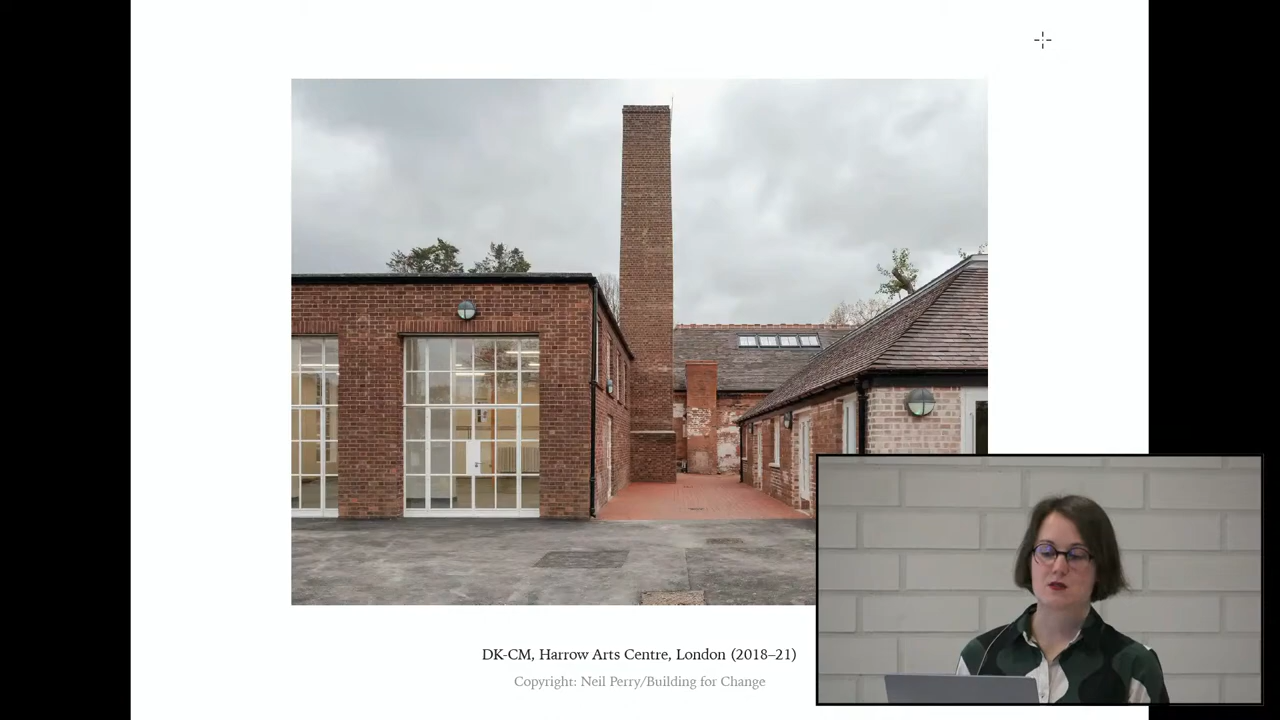 DK-CM, Harrow Arts Centre, London (2018–21)
Copyright: Neil Perry/Building for Change